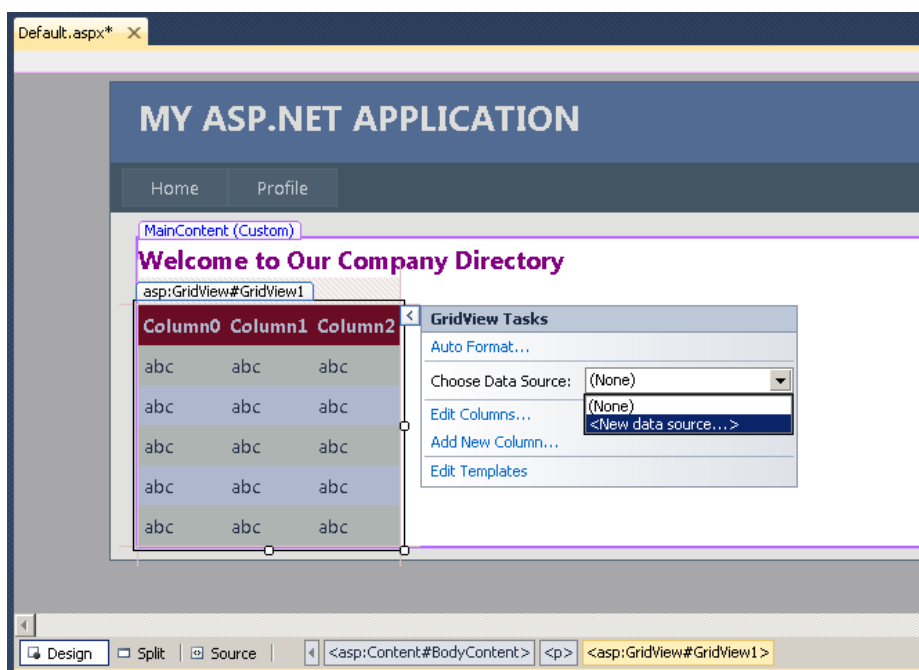 Default.aspx*
MY ASP.NET APPLICATION
Home Profile
MainContent (Custom)
Welcome to Our Company Directory
asp:GridView#GridView1
Column0 Column1 Column2
abc abc abc
abc abc abc
abc abc abc
abc abc abc
abc abc abc
GridView Tasks
Auto Format...
Choose Data Source: (None)
(None)
<New data source...>
Edit Columns...
Add New Column...
Edit Templates
Design Split Source <asp:Content#BodyContent> <p> <asp:GridView#GridView1>